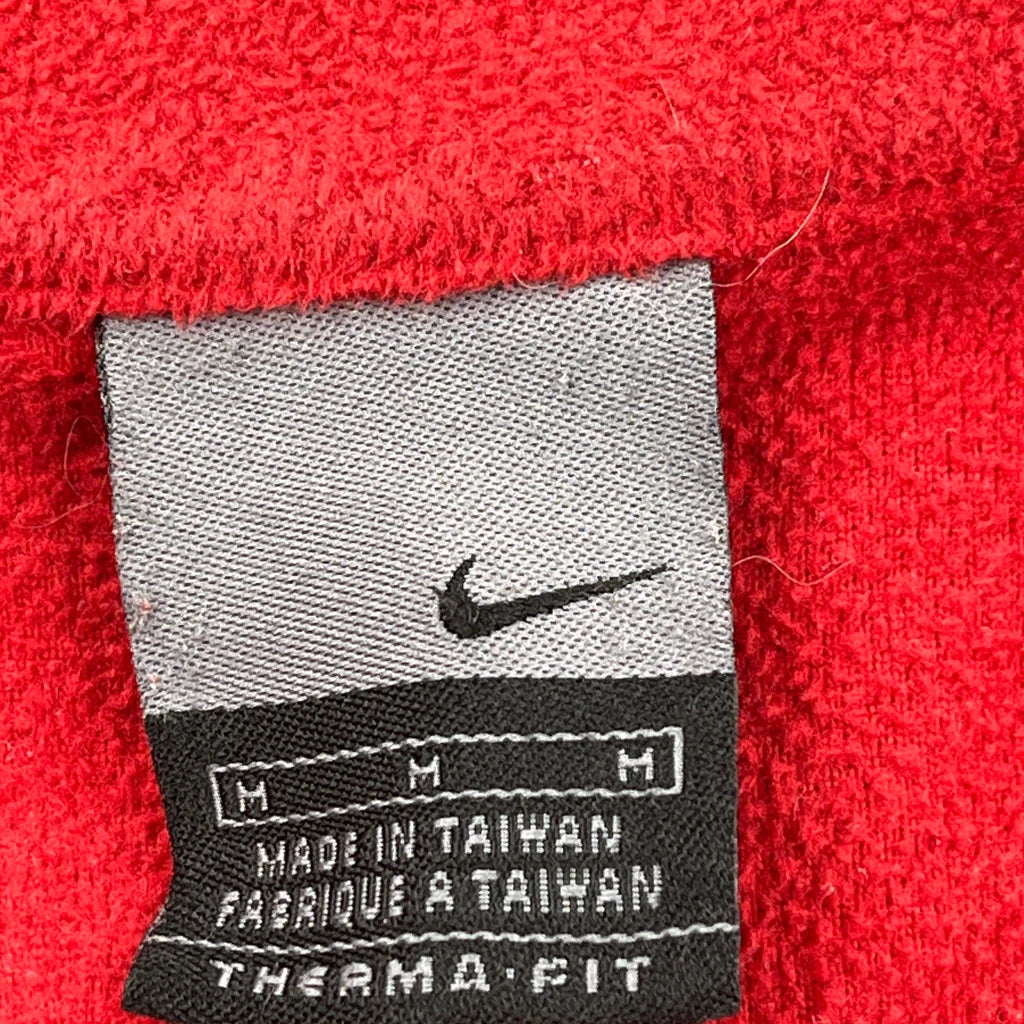 M M M
MADE IN TAIWAN
FABRIQUE A TAIWAN
THERMA·FIT